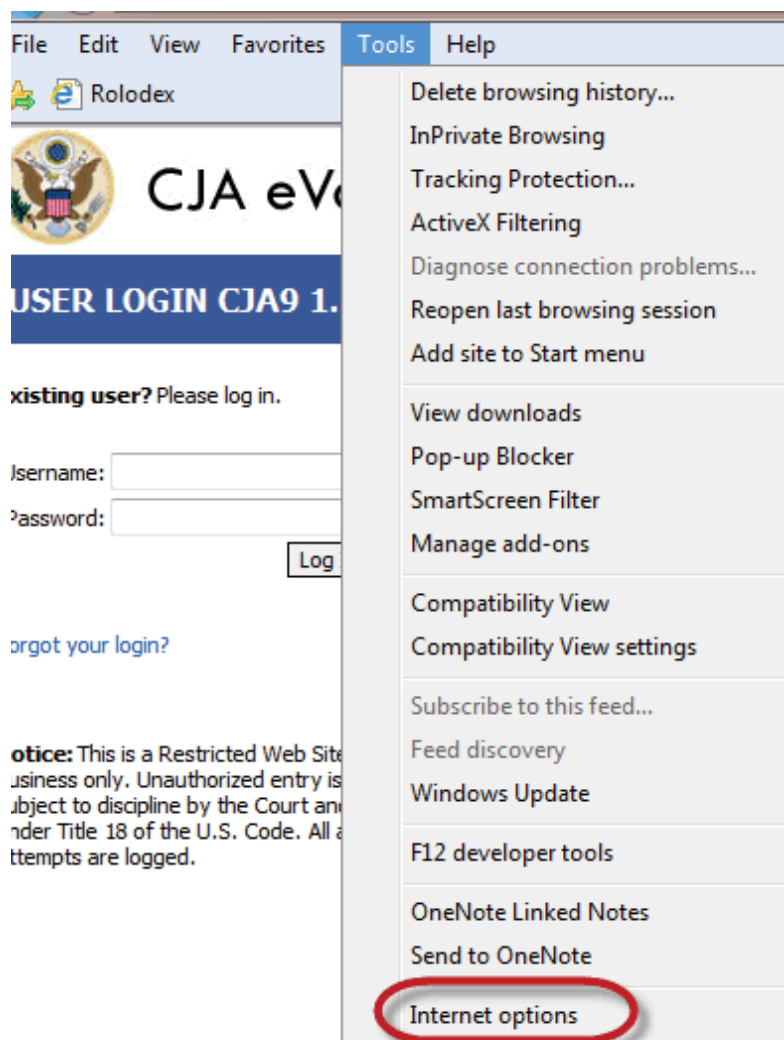 File Edit View Favorites Tools Help
Rolodex
CJA eVo
USER LOGIN CJA9 1.
xisting user? Please log in.
Username:
Password:
Log
orgot your login?
otice: This is a Restricted Web Site
usiness only. Unauthorized entry is
ubject to discipline by the Court and
nder Title 18 of the U.S. Code. All a
ttempts are logged.
Delete browsing history...
InPrivate Browsing
Tracking Protection...
ActiveX Filtering
Diagnose connection problems...
Reopen last browsing session
Add site to Start menu
View downloads
Pop-up Blocker
SmartScreen Filter
Manage add-ons
Compatibility View
Compatibility View settings
Subscribe to this feed...
Feed discovery
Windows Update
F12 developer tools
OneNote Linked Notes
Send to OneNote
Internet options